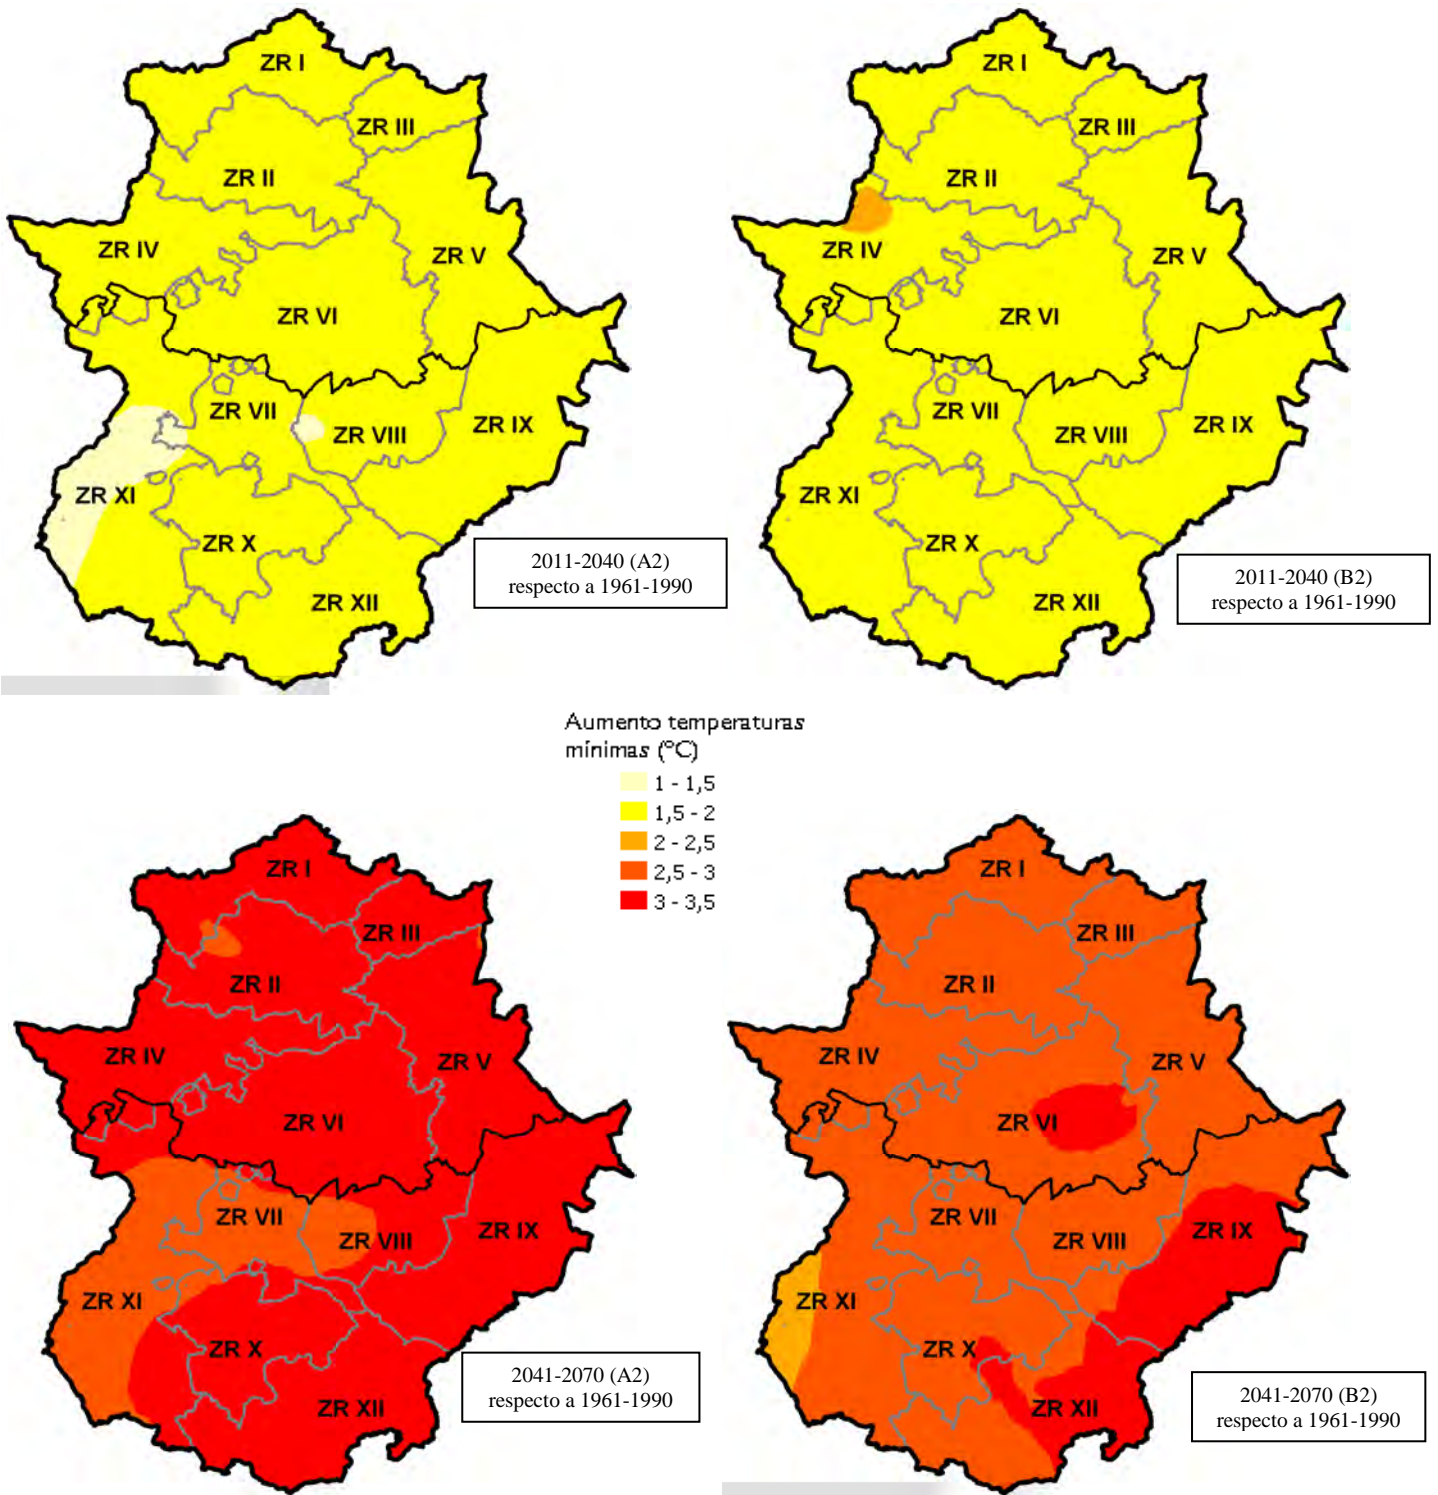 ZR I
ZR III
ZR II
ZR IV
ZR V
ZR VI
ZR VII
ZR VIII
ZR IX
ZR XI
ZR X
ZR XII
2011-2040 (A2)
respecto a 1961-1990
ZR I
ZR III
ZR II
ZR IV
ZR V
ZR VI
ZR VII
ZR VIII
ZR IX
ZR XI
ZR X
ZR XII
2011-2040 (B2)
respecto a 1961-1990
Aumento temperaturas
mínimas (ºC)
1 - 1,5
1,5 - 2
2 - 2,5
2,5 - 3
3 - 3,5
ZR I
ZR III
ZR II
ZR IV
ZR V
ZR VI
ZR VII
ZR VIII
ZR IX
ZR XI
ZR X
ZR XII
2041-2070 (A2)
respecto a 1961-1990
ZR I
ZR III
ZR II
ZR IV
ZR V
ZR VI
ZR VII
ZR VIII
ZR IX
ZR XI
ZR X
ZR XII
2041-2070 (B2)
respecto a 1961-1990